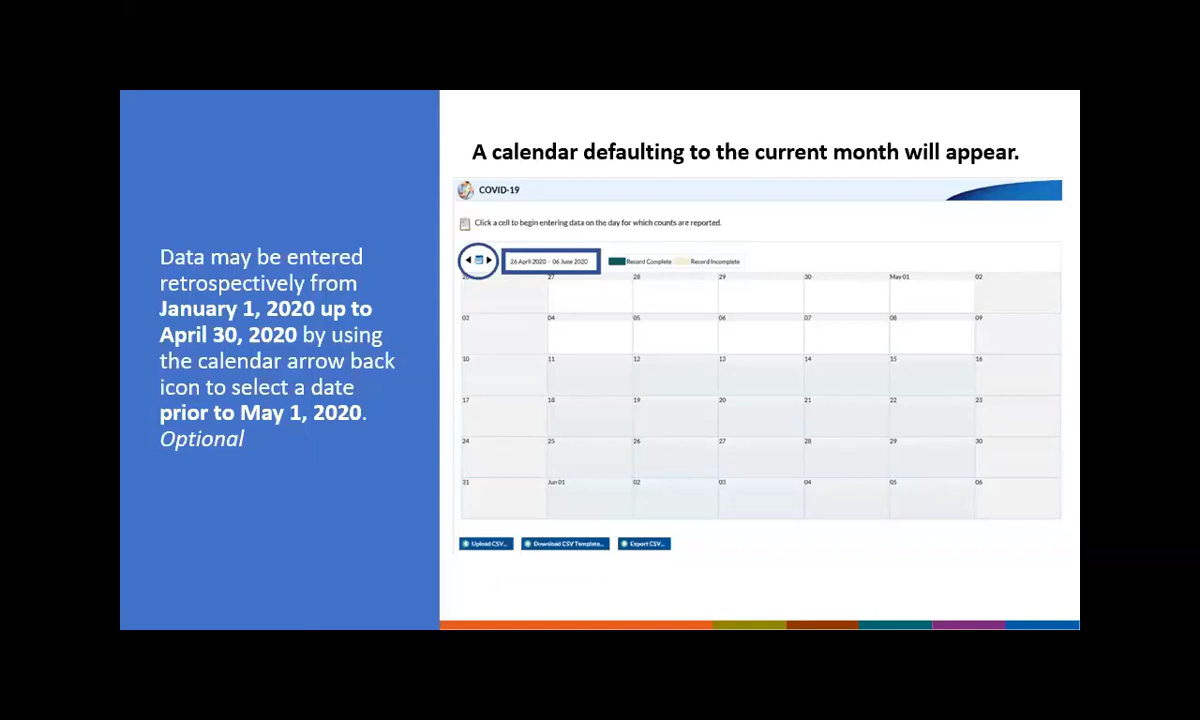 A calendar defaulting to the current month will appear.
Data may be entered
retrospectively from
January 1, 2020 up to
April 30, 2020 by using
the calendar arrow back
icon to select a date
prior to May 1, 2020.
Optional
COVID-19
Click a cell to begin entering data on the day for which counts are reported.
26 April 2020 - 06 June 2020 Record Complete Record Incomplete
27 28 29 30 May 01 02
03 04 05 06 07 08 09
10 11 12 13 14 15 16
17 18 19 20 21 22 23
24 25 26 27 28 29 30
31 Jun 01 02 03 04 05 06
Upload CSV... Download CSV Template... Export CSV...